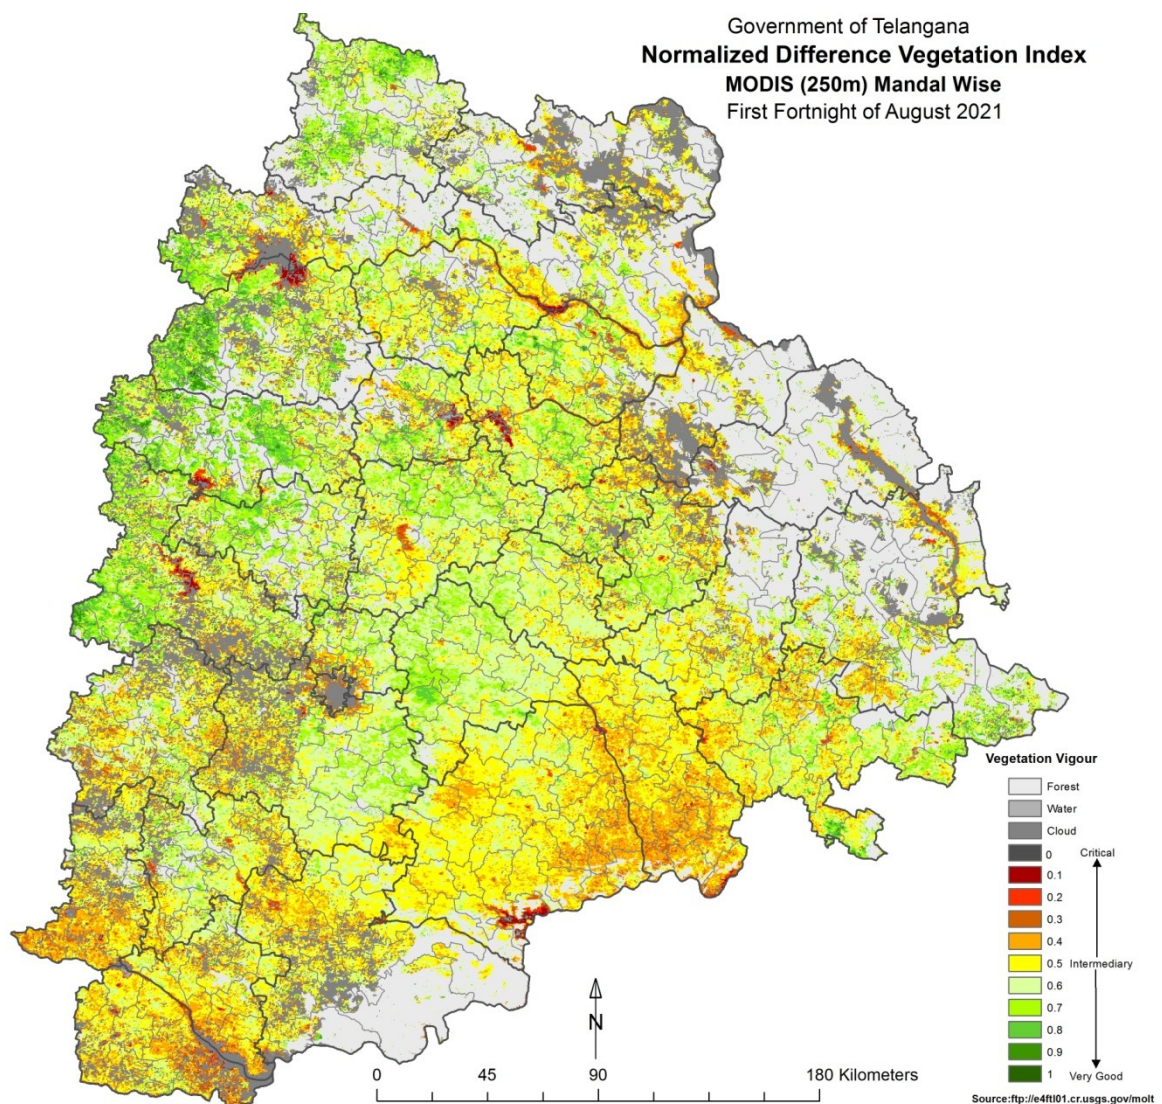 Government of Telangana
Normalized Difference Vegetation Index
MODIS (250m) Mandal Wise
First Fortnight of August 2021
Vegetation Vigour
Forest
Water
Cloud
0 Critical
0.1
0.2
0.3
0.4
0.5 Intermediary
0.6
0.7
0.8
0.9
1 Very Good
N
0 45 90 180 Kilometers
Source:ftp://e4ftl01.cr.usgs.gov/molt